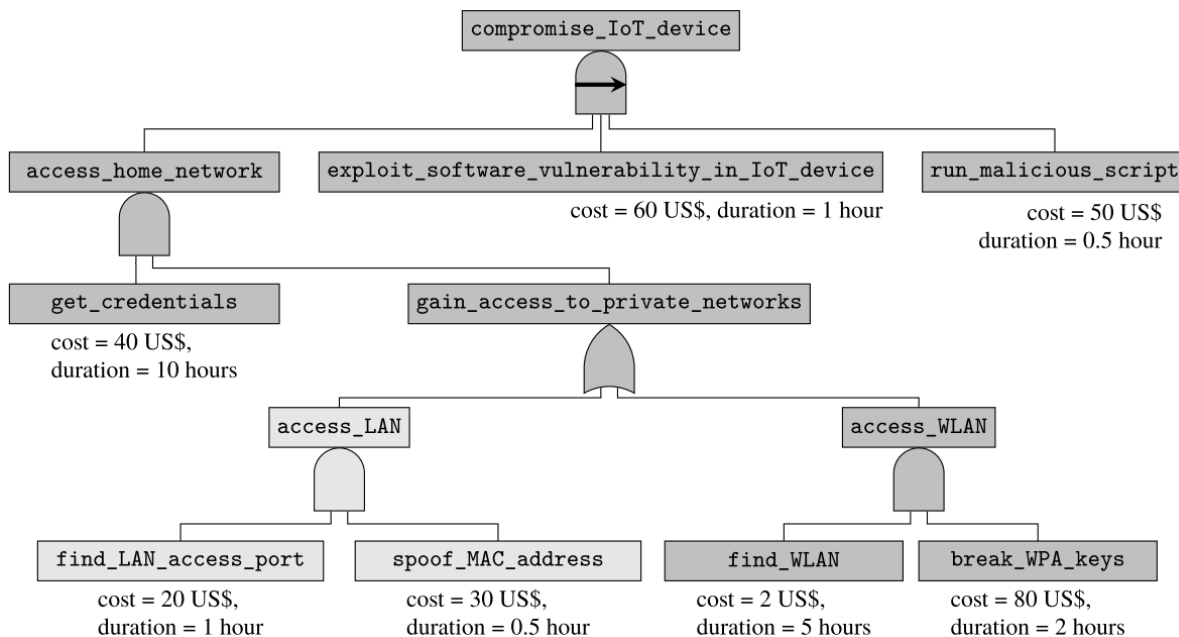 compromise_IoT_device
access_home_network
exploit_software_vulnerability_in_IoT_device
run_malicious_script
cost = 60 US$, duration = 1 hour
cost = 50 US$
duration = 0.5 hour
get_credentials
gain_access_to_private_networks
cost = 40 US$,
duration = 10 hours
access_LAN
access_WLAN
find_LAN_access_port
spoof_MAC_address
find_WLAN
break_WPA_keys
cost = 20 US$,
duration = 1 hour
cost = 30 US$,
duration = 0.5 hour
cost = 2 US$,
duration = 5 hours
cost = 80 US$,
duration = 2 hours